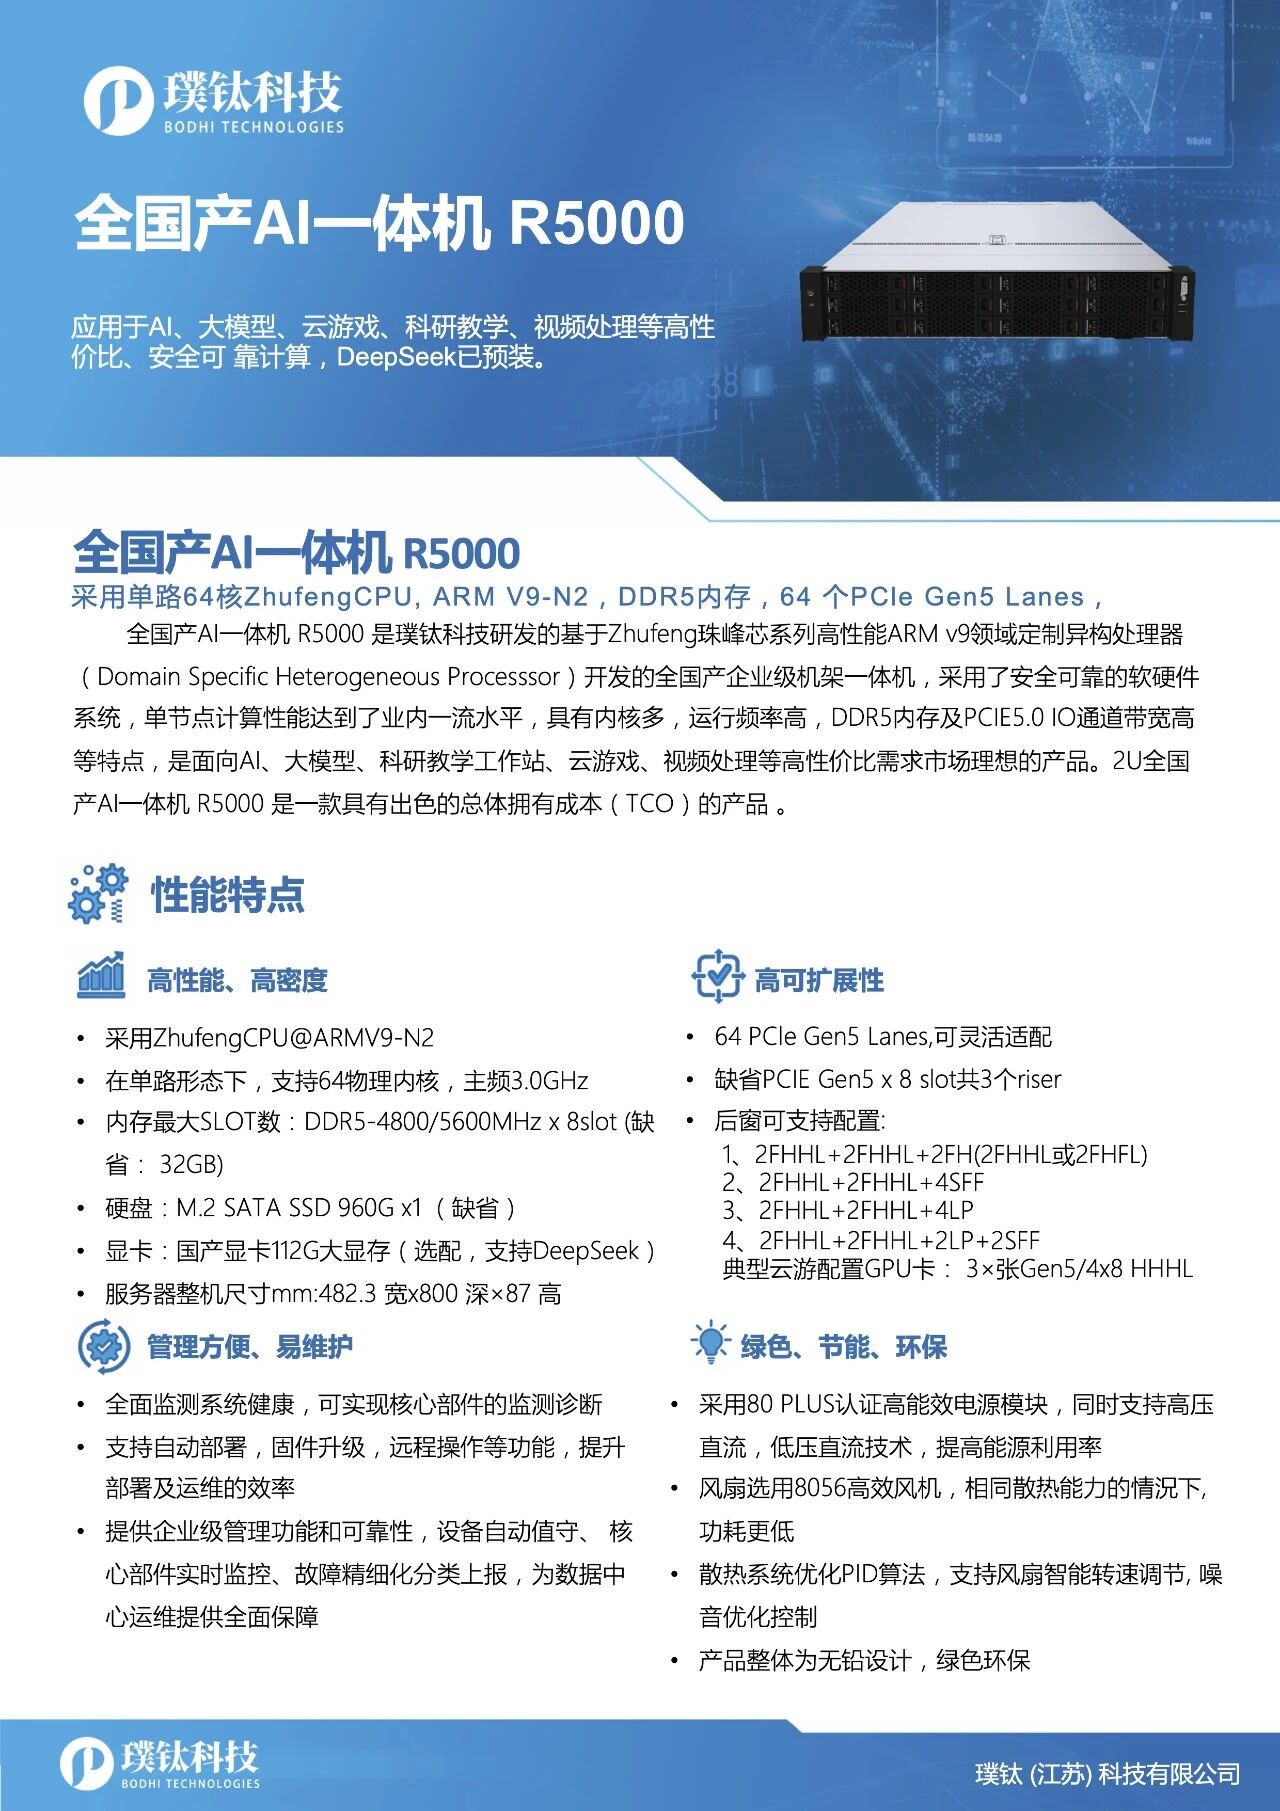 璞钛科技
BODHI TECHNOLOGIES
全国产AI一体机 R5000
应用于AI、大模型、云游戏、科研教学、视频处理等高性
价比、安全可 靠计算，DeepSeek已预装。
全国产AI一体机 R5000
采用单路64核ZhufengCPU, ARM V9-N2，DDR5内存，64 个PCIe Gen5 Lanes，
全国产AI一体机 R5000 是璞钛科技研发的基于Zhufeng珠峰芯系列高性能ARM v9领域定制异构处理器
（Domain Specific Heterogeneous Processsor）开发的全国产企业级机架一体机，采用了安全可靠的软硬件
系统，单节点计算性能达到了业内一流水平，具有内核多，运行频率高，DDR5内存及PCIE5.0 IO通道带宽高
等特点，是面向AI、大模型、科研教学工作站、云游戏、视频处理等高性价比需求市场理想的产品。2U全国
产AI一体机 R5000 是一款具有出色的总体拥有成本（TCO）的产品 。
性能特点
高性能、高密度
• 采用ZhufengCPU@ARMV9-N2
• 在单路形态下，支持64物理内核，主频3.0GHz
• 内存最大SLOT数：DDR5-4800/5600MHz x 8slot (缺
省： 32GB)
• 硬盘：M.2 SATA SSD 960G x1 （缺省）
• 显卡：国产显卡112G大显存（选配，支持DeepSeek）
• 服务器整机尺寸mm:482.3 宽x800 深×87 高
高可扩展性
• 64 PCIe Gen5 Lanes,可灵活适配
• 缺省PCIE Gen5 x 8 slot共3个riser
• 后窗可支持配置:
1、2FHHL+2FHHL+2FH(2FHHL或2FHFL)
2、2FHHL+2FHHL+4SFF
3、2FHHL+2FHHL+4LP
4、2FHHL+2FHHL+2LP+2SFF
典型云游配置GPU卡： 3×张Gen5/4x8 HHHL
管理方便、易维护
• 全面监测系统健康，可实现核心部件的监测诊断
• 支持自动部署，固件升级，远程操作等功能，提升
部署及运维的效率
• 提供企业级管理功能和可靠性，设备自动值守、 核
心部件实时监控、故障精细化分类上报，为数据中
心运维提供全面保障
绿色、节能、环保
• 采用80 PLUS认证高能效电源模块，同时支持高压
直流，低压直流技术，提高能源利用率
• 风扇选用8056高效风机，相同散热能力的情况下,
功耗更低
• 散热系统优化PID算法，支持风扇智能转速调节, 噪
音优化控制
• 产品整体为无铅设计，绿色环保
璞钛科技
BODHI TECHNOLOGIES
璞钛 (江苏) 科技有限公司